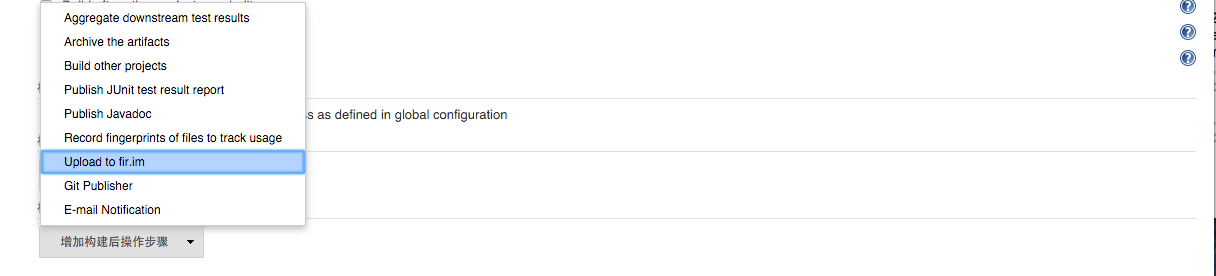 Aggregate downstream test results
Archive the artifacts
Build other projects
Publish JUnit test result report
Publish Javadoc
s as defined in global configuration
Record fingerprints of files to track usage
Upload to fir.im
Git Publisher
E-mail Notification
增加构建后操作步骤